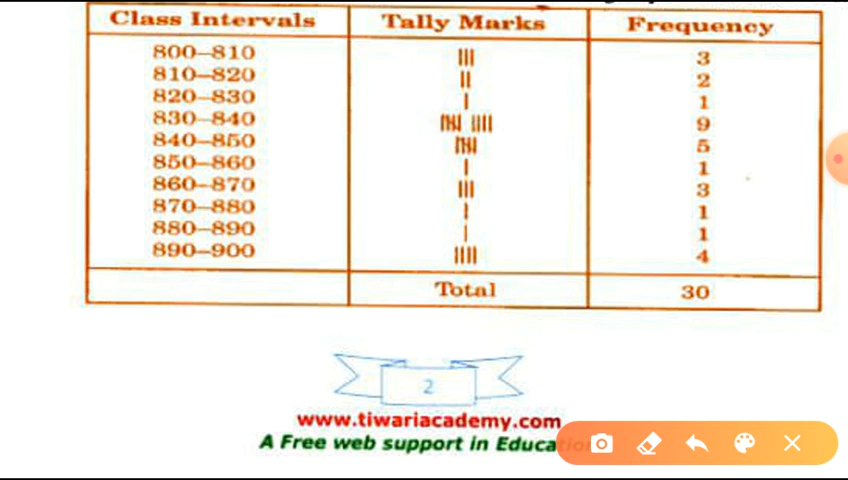 Class Intervals Tally Marks Frequency
800–810 3
810–820 2
820–830 1
830–840 9
840–850 5
850–860 1
860–870 3
870–880 1
880–890 1
890–900 4
Total 30
2
www.tiwariacademy.com
A Free web support in